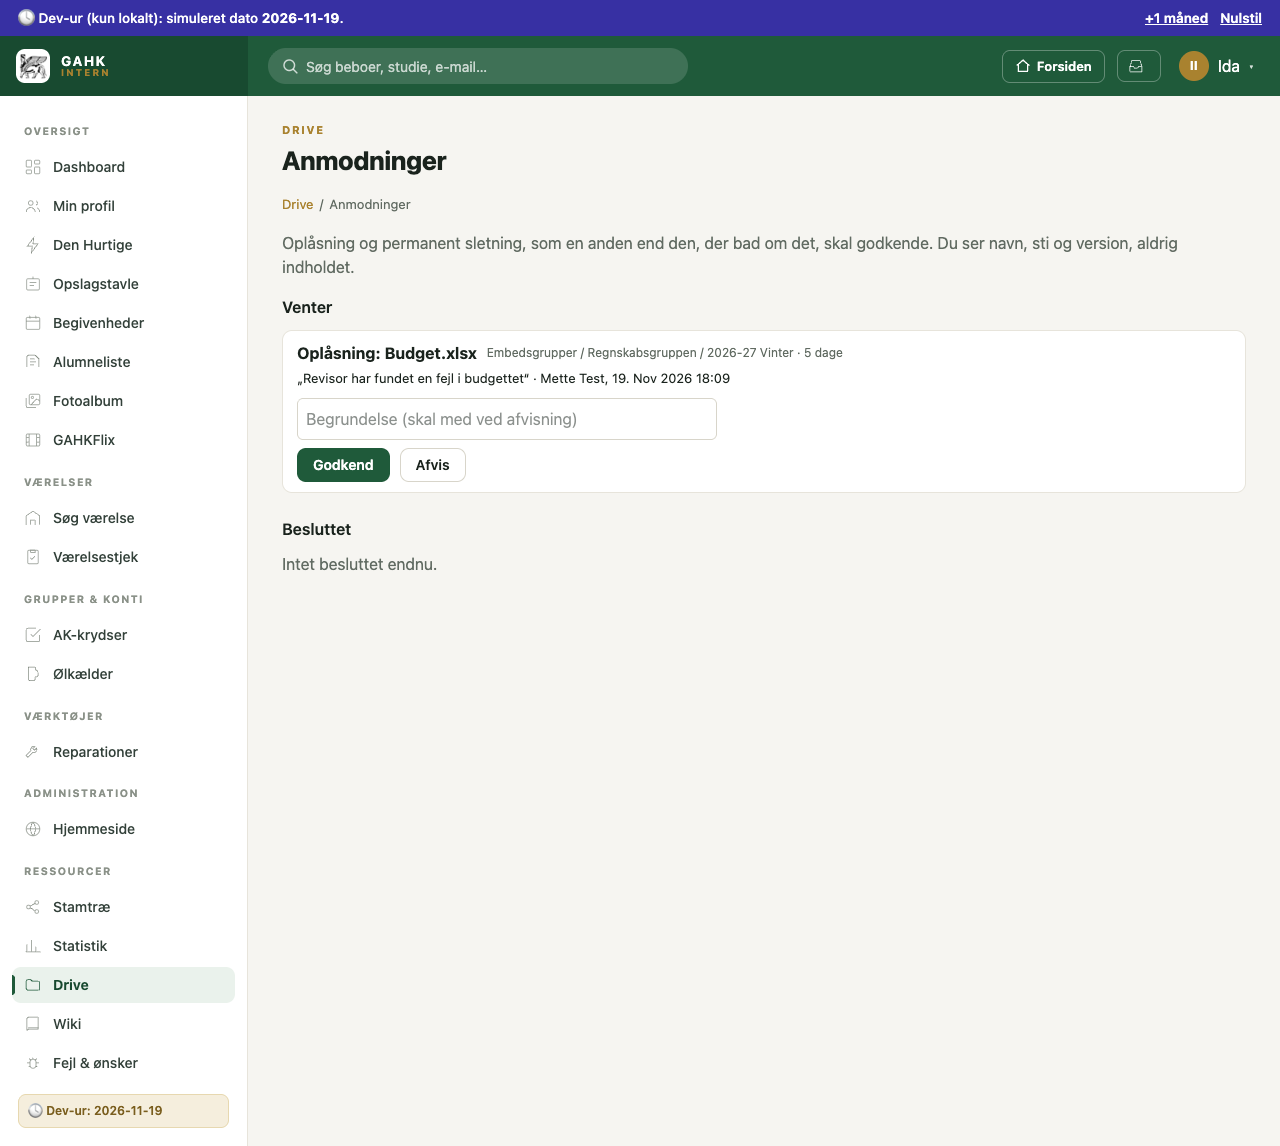 Dev-ur (kun lokalt): simuleret dato 2026-11-19.
+1 måned Nulstil
GAHK
INTERN
Søg beboer, studie, e-mail...
Forsiden
II
Ida
OVERSIGT
Dashboard
Min profil
Den Hurtige
Opslagstavle
Begivenheder
Alumneliste
Fotoalbum
GAHKFlix
VÆRELSER
Søg værelse
Værelsestjek
GRUPPER & KONTI
AK-krydser
Ølkælder
VÆRKTØJER
Reparationer
ADMINISTRATION
Hjemmeside
RESSOURCER
Stamtræ
Statistik
Drive
Wiki
Fejl & ønsker
Dev-ur: 2026-11-19
DRIVE
Anmodninger
Drive / Anmodninger
Oplåsning og permanent sletning, som en anden end den, der bad om det, skal godkende. Du ser navn, sti og version, aldrig
indholdet.
Venter
Oplåsning: Budget.xlsx Embedsgrupper / Regnskabsgruppen / 2026-27 Vinter · 5 dage
„Revisor har fundet en fejl i budgettet“ · Mette Test, 19. Nov 2026 18:09
Begrundelse (skal med ved afvisning)
Godkend Afvis
Besluttet
Intet besluttet endnu.